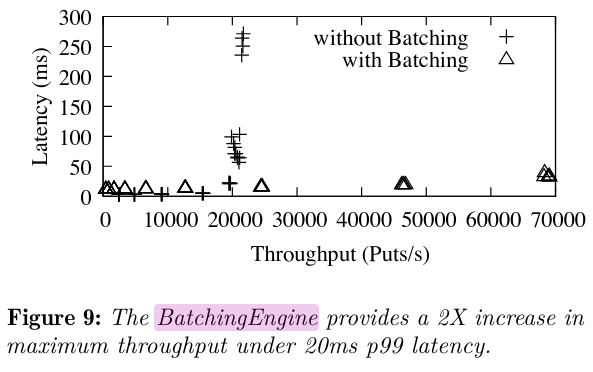 300
250
200
150
100
50
0
Latency (ms)
without Batching
with Batching
0 10000 20000 30000 40000 50000 60000 70000
Throughput (Puts/s)
Figure 9: The BatchingEngine provides a 2X increase in
maximum throughput under 20ms p99 latency.